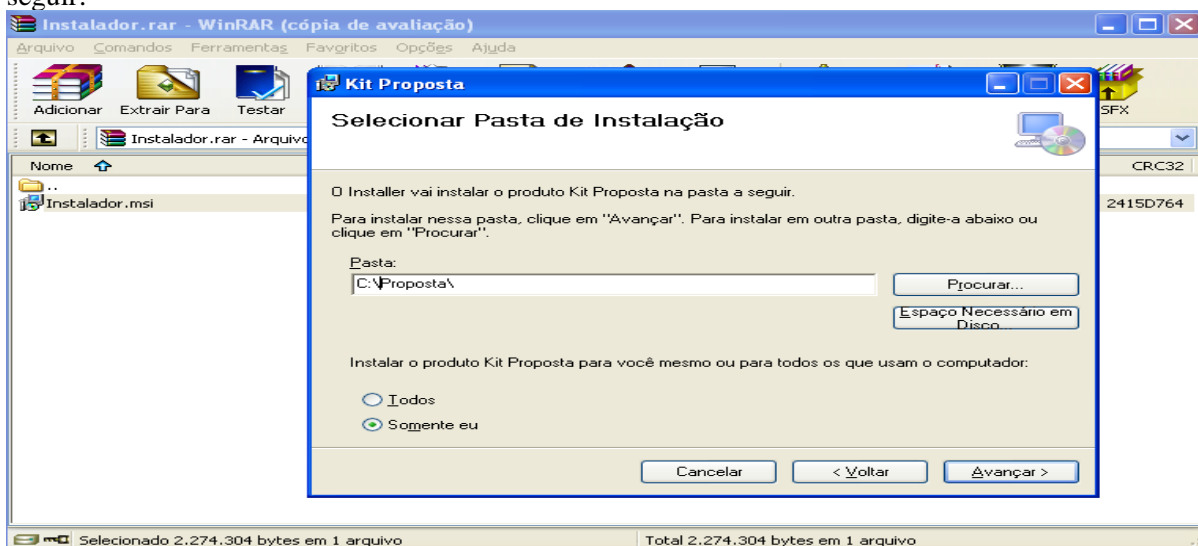 seguir:
Instalador.rar - WinRAR (cópia de avaliação)
Arquivo Comandos Ferramentas Favoritos Opções Ajuda
Adicionar Extrair Para Testar SFX
Instalador.rar - Arquivo
Nome CRC32
..
Instalador.msi 2415D764
Kit Proposta
Selecionar Pasta de Instalação
O Installer vai instalar o produto Kit Proposta na pasta a seguir.
Para instalar nessa pasta, clique em "Avançar". Para instalar em outra pasta, digite-a abaixo ou
clique em "Procurar".
Pasta:
C:\Proposta\
Procurar...
Espaço Necessário em
Disco...
Instalar o produto Kit Proposta para você mesmo ou para todos os que usam o computador:
Todos
Somente eu
Cancelar < Voltar Avançar >
Selecionado 2.274.304 bytes em 1 arquivo Total 2.274.304 bytes em 1 arquivo